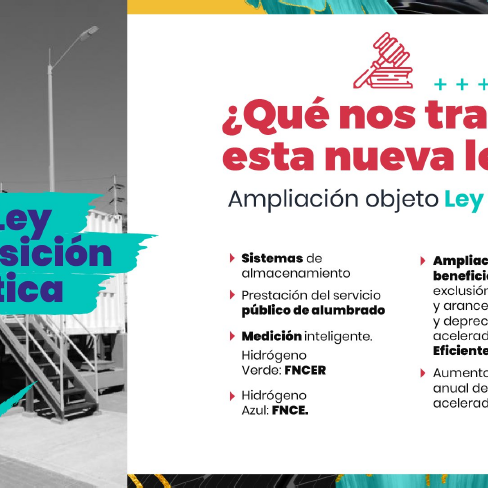 Ley
sición
tica
¿Qué nos tra
esta nueva le
Ampliación objeto Ley
Sistemas de
almacenamiento
Prestación del servicio
público de alumbrado
Medición inteligente.
Hidrógeno
Verde: FNCER
Hidrógeno
Azul: FNCE.
Ampliac
benefici
exclusión
y arance
y deprec
acelerad
Eficiente
Aumento
anual de
acelerad